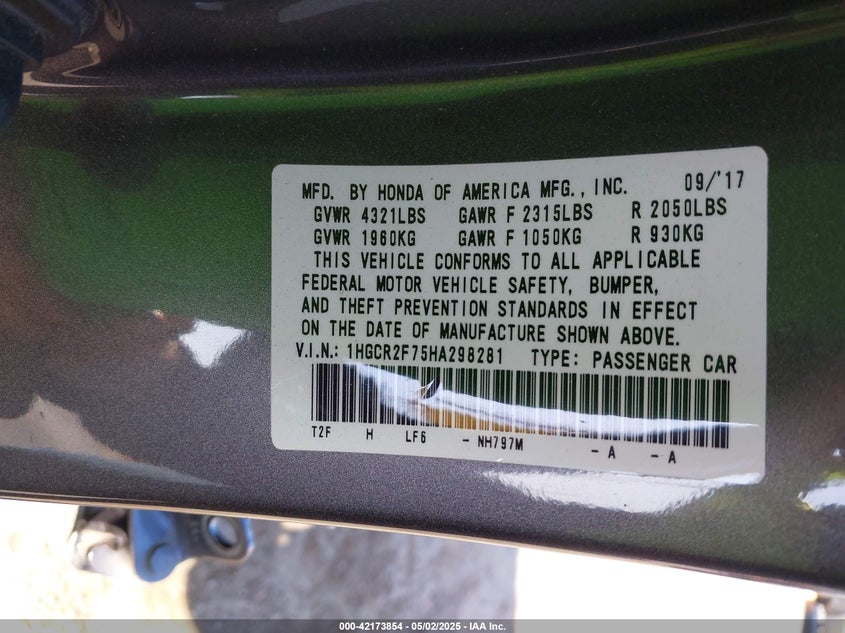 MFD. BY HONDA OF AMERICA MFG., INC. 09/'17
GVWR 4321LBS GAWR F 2315LBS R 2050LBS
GVWR 1960KG GAWR F 1050KG R 930KG
THIS VEHICLE CONFORMS TO ALL APPLICABLE
FEDERAL MOTOR VEHICLE SAFETY, BUMPER,
AND THEFT PREVENTION STANDARDS IN EFFECT
ON THE DATE OF MANUFACTURE SHOWN ABOVE.
V.I.N.: 1HGCR2F75HA298281 TYPE: PASSENGER CAR
T2F H LF6 - NH797M - A - A
000-42173854 - 05/02/2025 - IAA Inc.